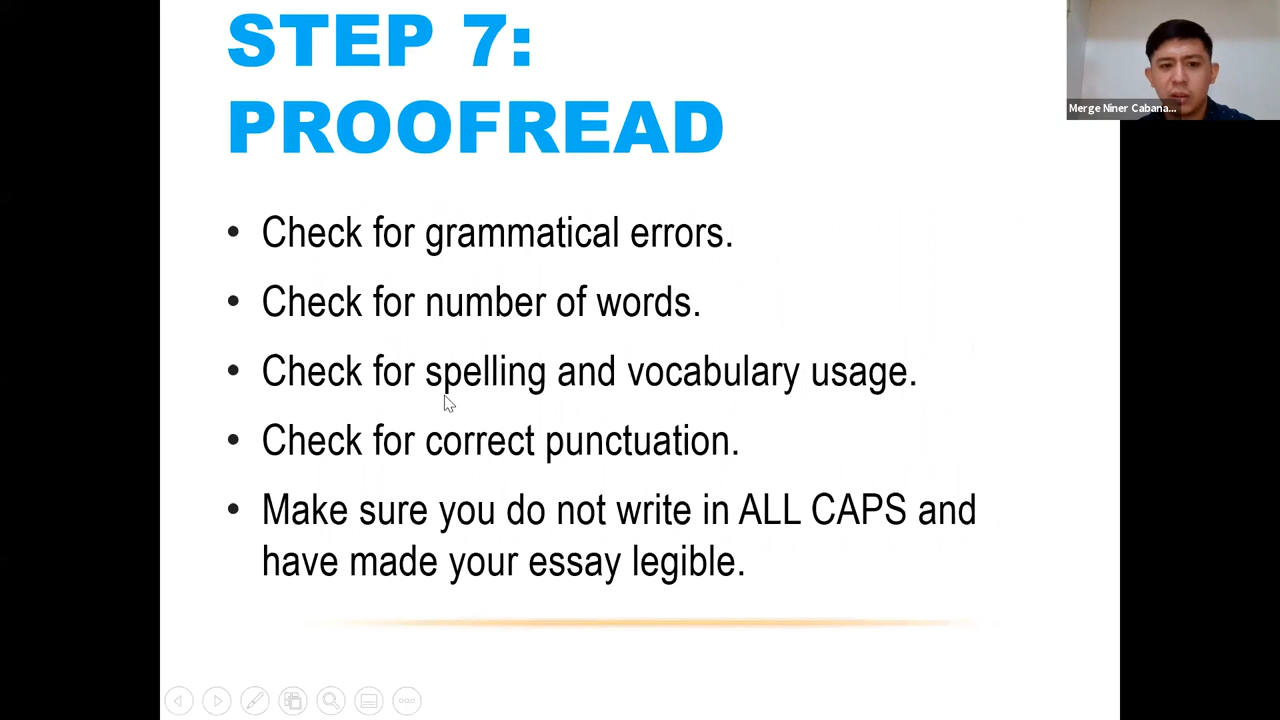 STEP 7:
PROOFREAD
• Check for grammatical errors.
• Check for number of words.
• Check for spelling and vocabulary usage.
• Check for correct punctuation.
• Make sure you do not write in ALL CAPS and
have made your essay legible.
Merge Niner Cabana...